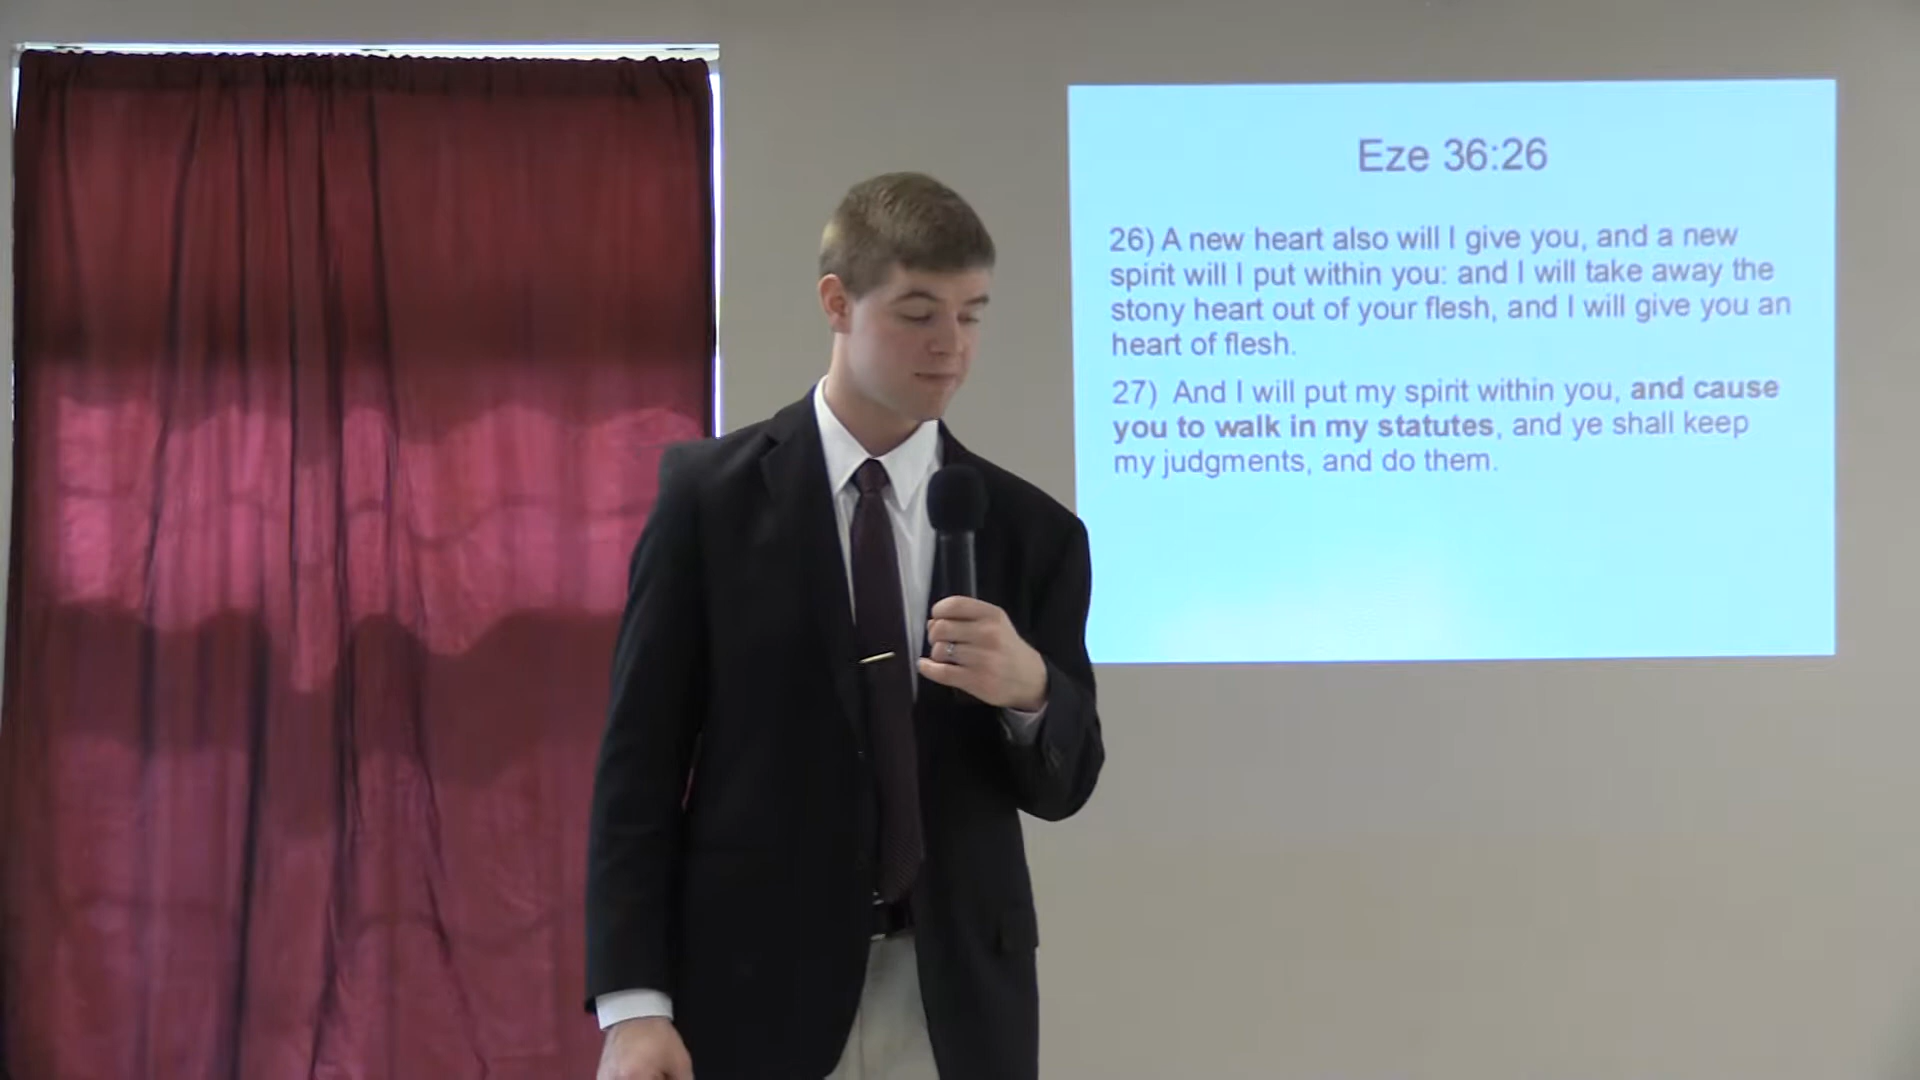 Eze 36:26
26) A new heart also will I give you, and a new
spirit will I put within you: and I will take away the
stony heart out of your flesh, and I will give you an
heart of flesh.
27) And I will put my spirit within you, and cause
you to walk in my statutes, and ye shall keep
my judgments, and do them.